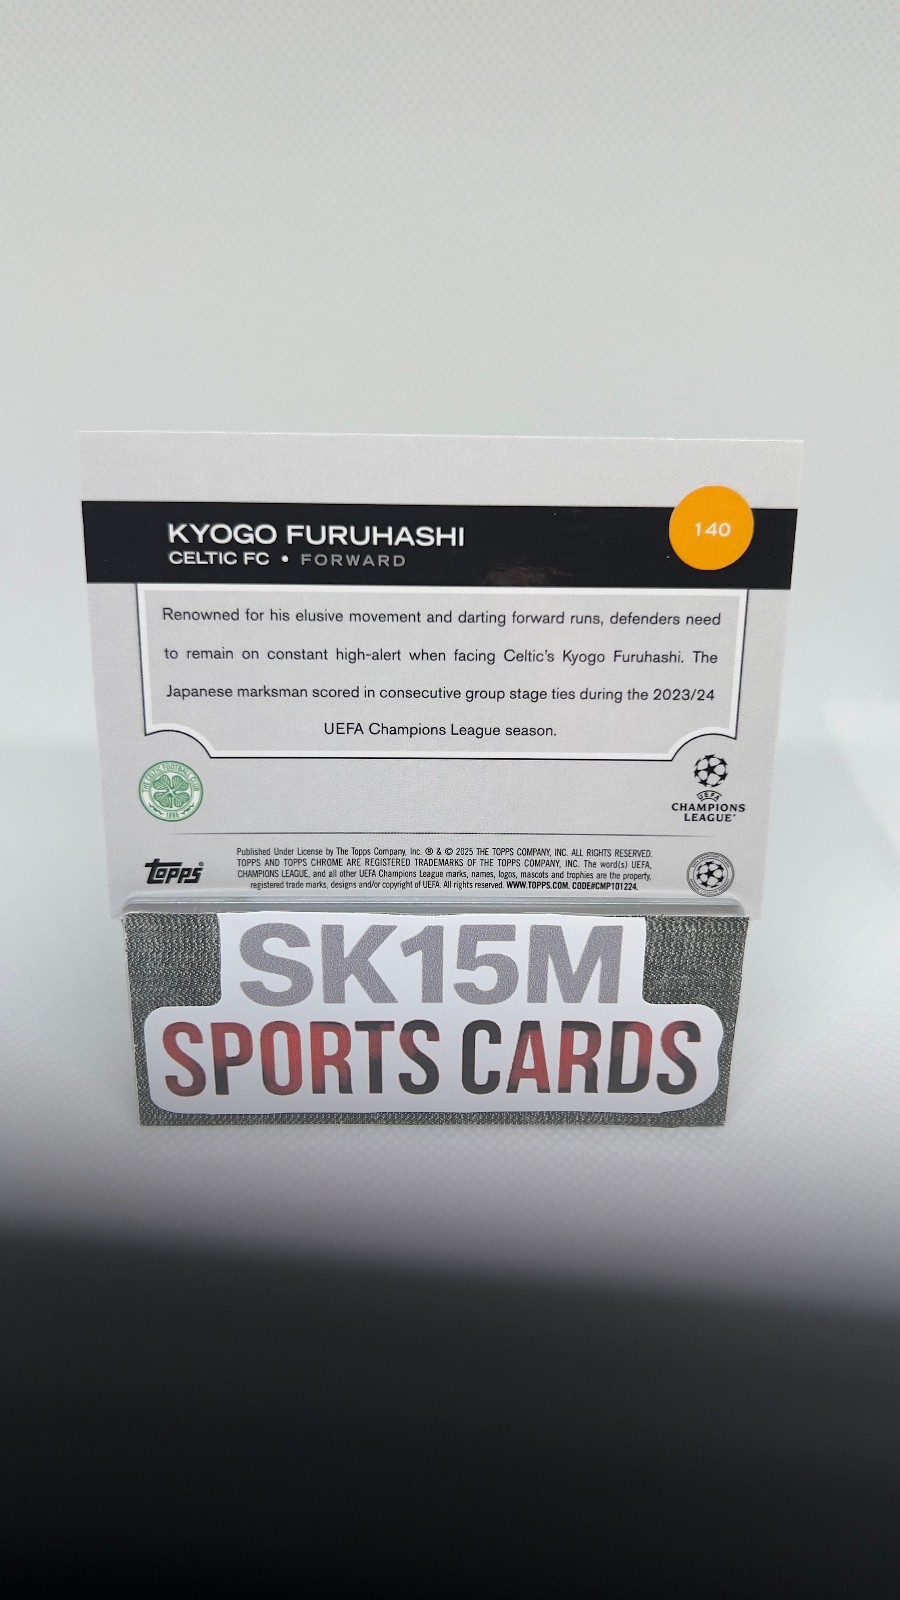 KYOGO FURUHASHI
CELTIC FC • FORWARD
140
Renowned for his elusive movement and darting forward runs, defenders need
to remain on constant high-alert when facing Celtic's Kyogo Furuhashi. The
Japanese marksman scored in consecutive group stage ties during the 2023/24
UEFA Champions League season.
THE CELTIC FOOTBALL CLUB
1888
UEFA
CHAMPIONS
LEAGUE
Topps®
Published Under License by The Topps Company, Inc. ® & © 2025 THE TOPPS COMPANY, INC. ALL RIGHTS RESERVED.
TOPPS AND TOPPS CHROME ARE REGISTERED TRADEMARKS OF THE TOPPS COMPANY, INC. The word(s) UEFA,
CHAMPIONS LEAGUE, and all other UEFA Champions League marks, names, logos, mascots and trophies are the property,
registered trade marks, designs and/or copyright of UEFA. All rights reserved. WWW.TOPPS.COM. CODE#CMP101224.
SK15M
SPORTS CARDS